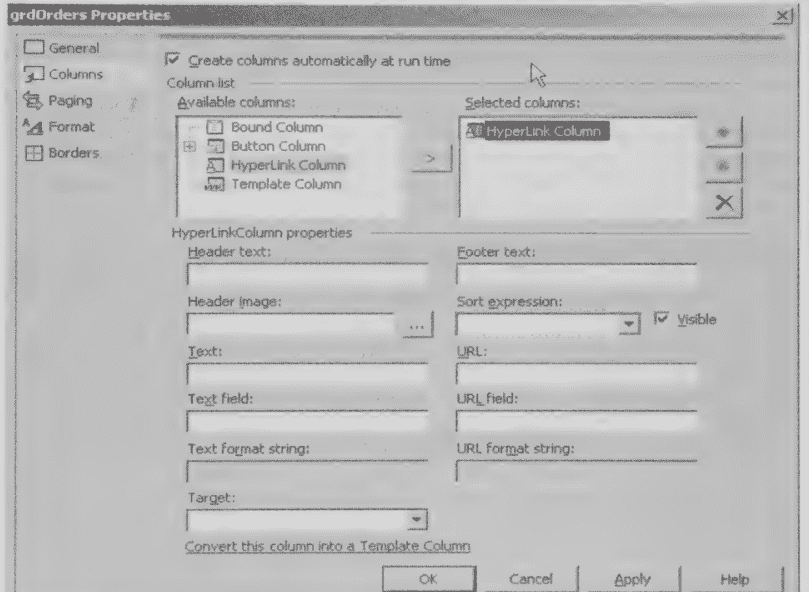 grdOrders Properties
General
Columns
Paging
Format
Borders
Create columns automatically at run time
Column list
Available columns:
Bound Column
Button Column
HyperLink Column
Template Column
>
Selected columns:
HyperLink Column
HyperLinkColumn properties
Header text:
Footer text:
Header image:
...
Sort expression:
Visible
Text:
URL:
Text field:
URL field:
Text format string:
URL format string:
Target:
Convert this column into a Template Column
OK
Cancel
Apply
Help